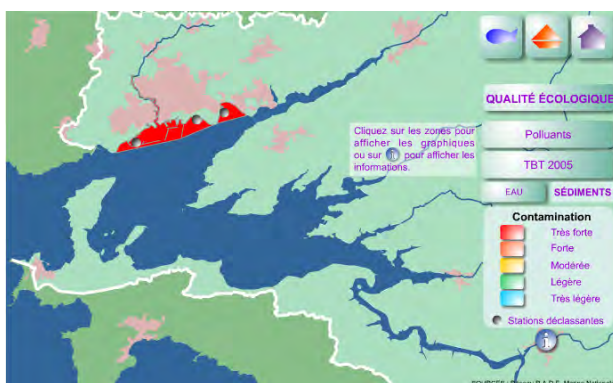 QUALITÉ ÉCOLOGIQUE
Cliquez sur les zones pour
afficher les graphiques
ou sur i pour afficher les
informations.
Polluants
TBT 2005
EAU SÉDIMENTS
Contamination
Très forte
Forte
Modérée
Légère
Très légère
Stations déclassantes
i